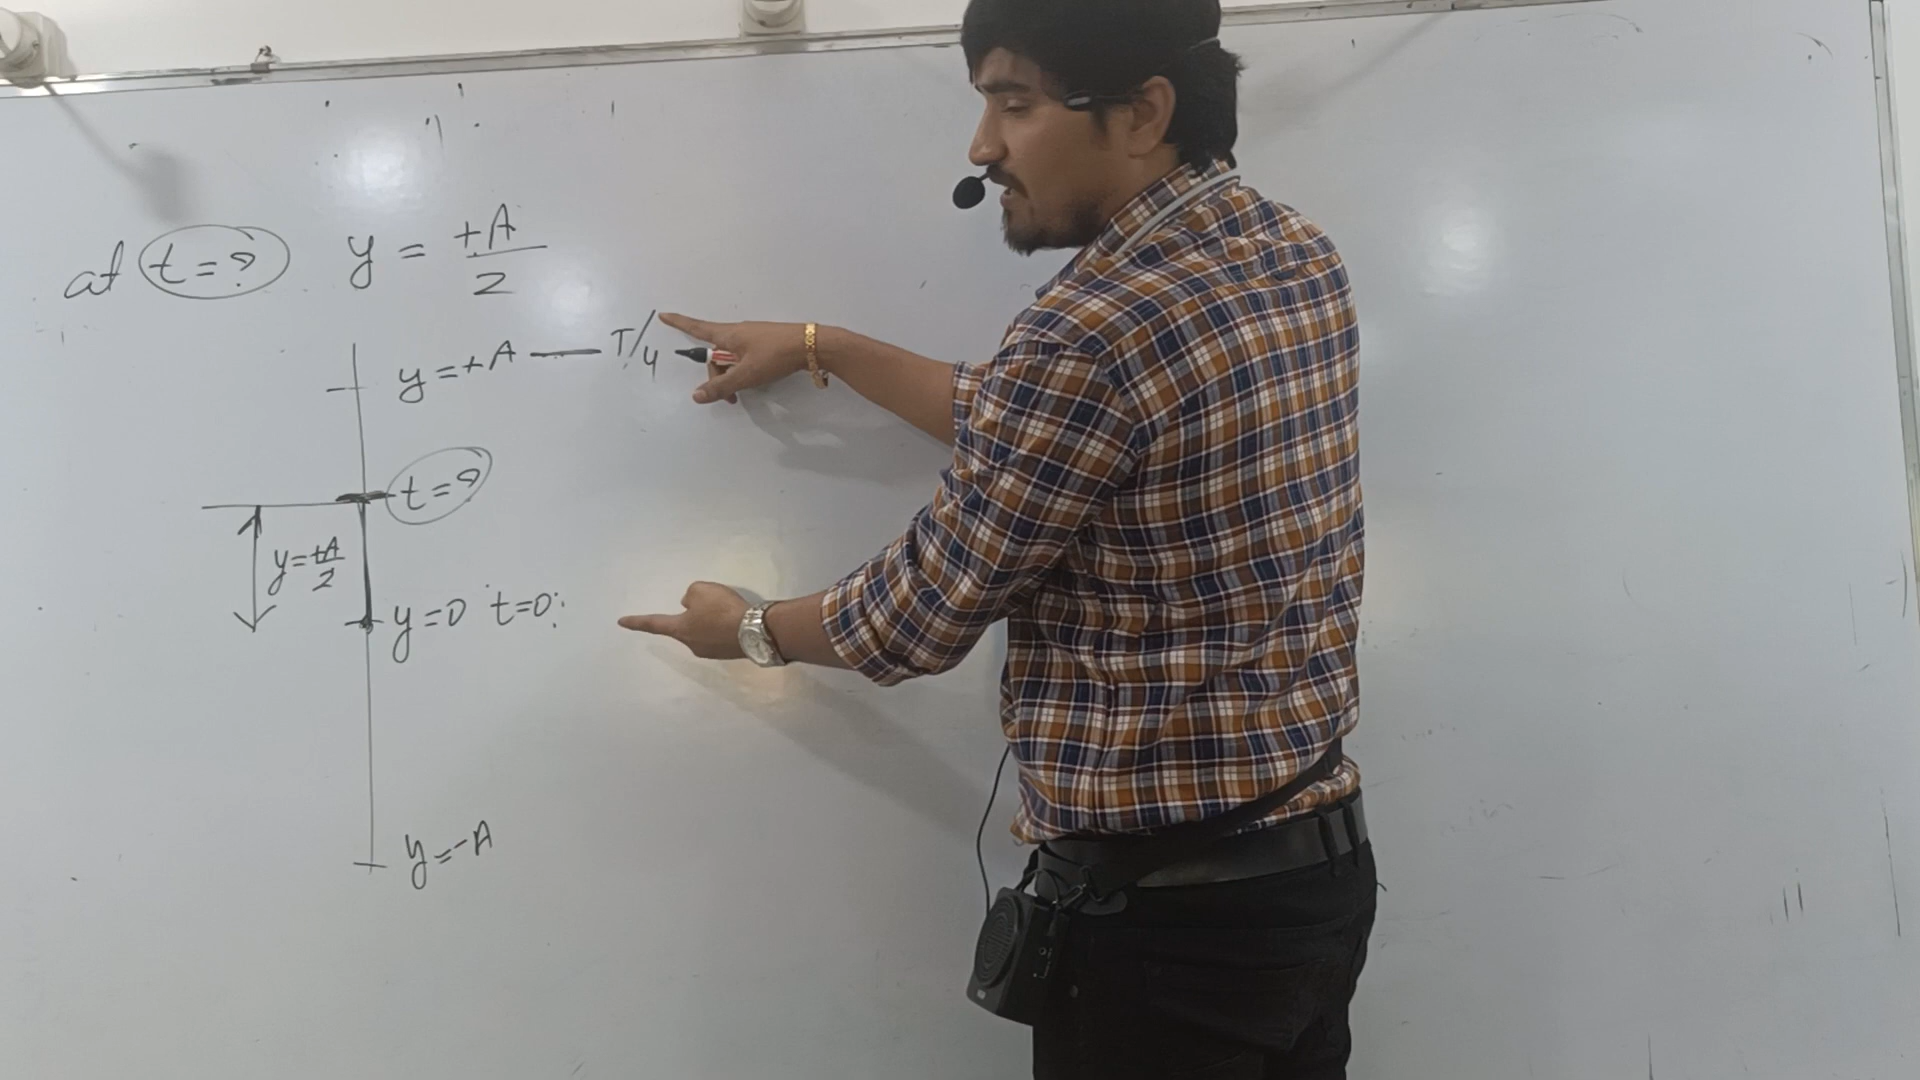 at t=? y = +A/2
y=+A — T/4
t=?
y=+A/2
y=0 t=0
y=-A